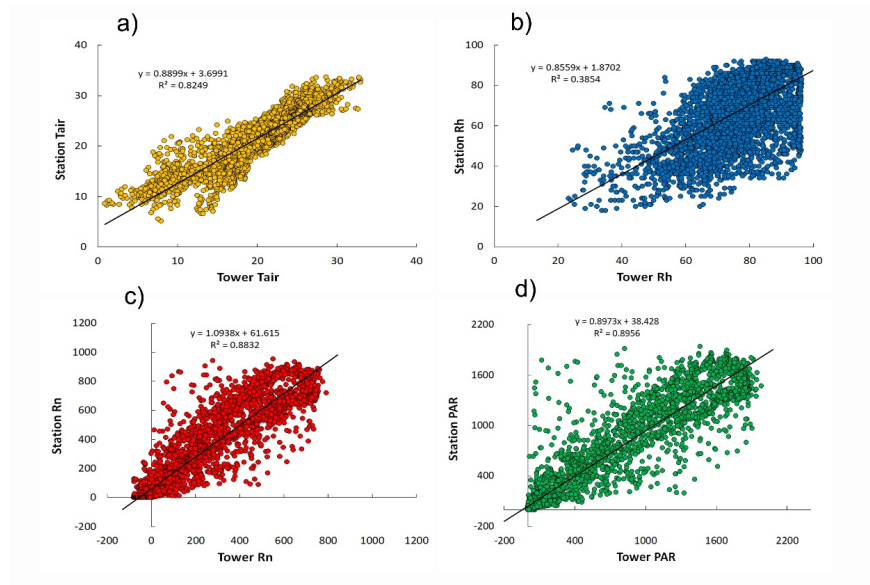 a)
y = 0.8899x + 3.6991
R² = 0.8249
40
30
20
10
0
0 10 20 30 40
Station Tair
Tower Tair
b)
y = 0.8559x + 1.8702
R² = 0.3854
100
80
60
40
20
0
0 20 40 60 80 100
Station Rh
Tower Rh
c)
y = 1.0938x + 61.615
R² = 0.8832
1200
1000
800
600
400
200
0
-200
-200 0 200 400 600 800 1000 1200
Station Rn
Tower Rn
d)
y = 0.8973x + 38.428
R² = 0.8956
2200
1600
1000
400
-200
-200 400 1000 1600 2200
Station PAR
Tower PAR